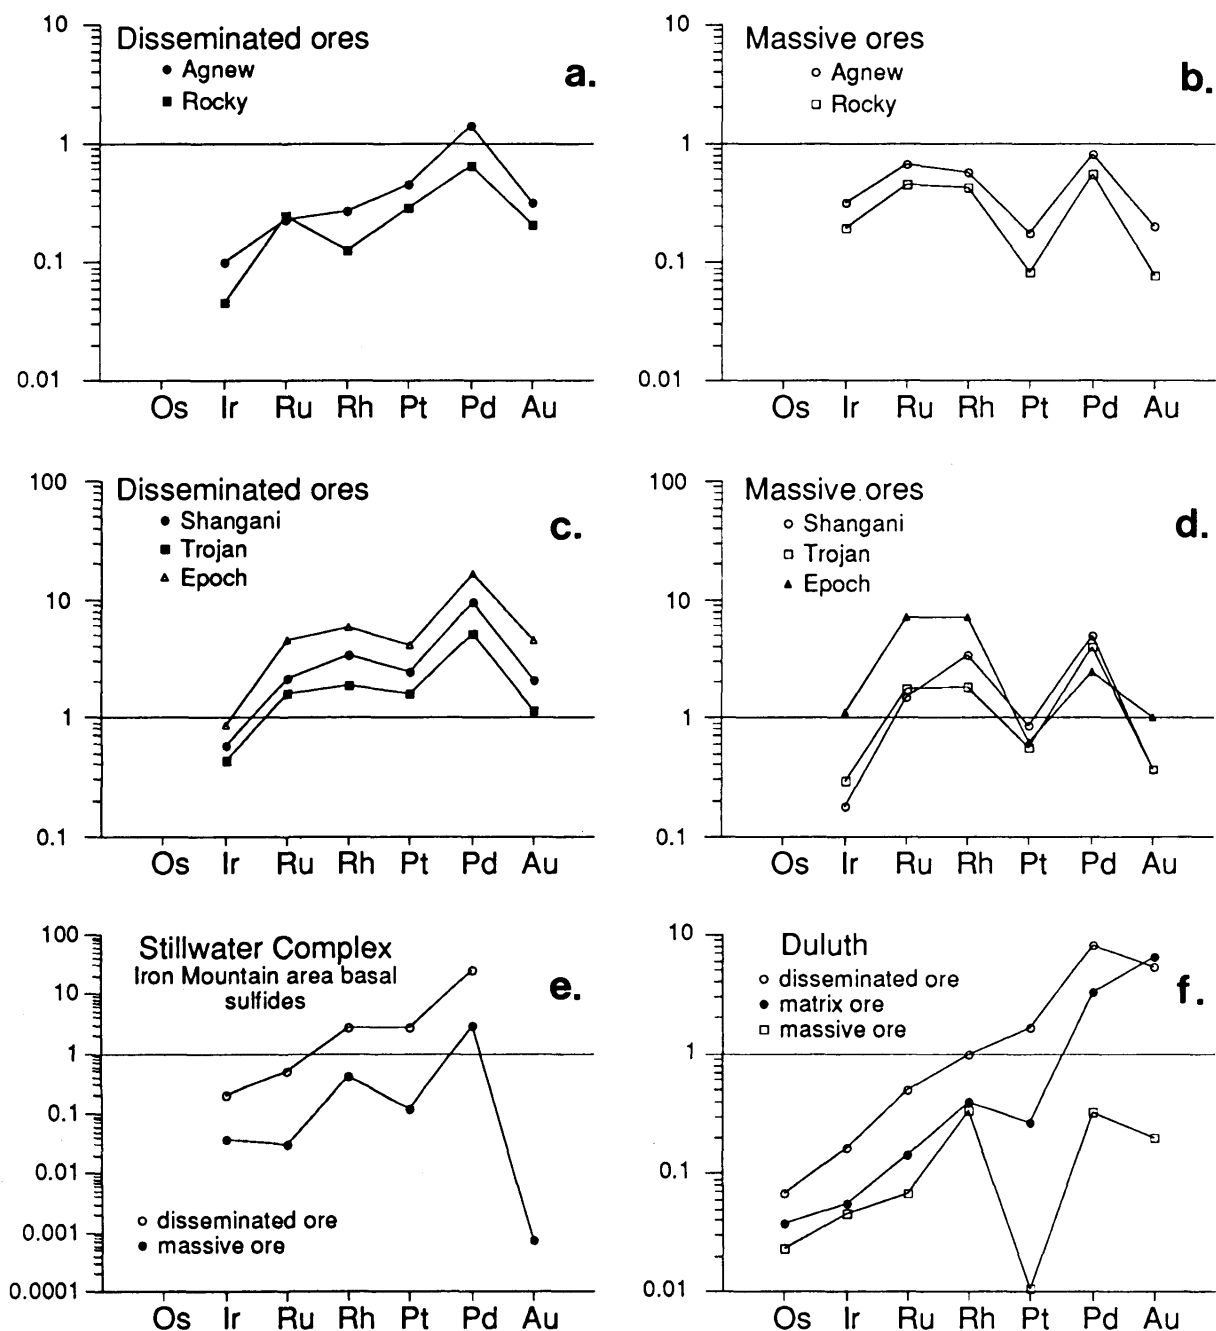 10
1
0.1
0.01
Disseminated ores
Agnew
Rocky
a.
Os Ir Ru Rh Pt Pd Au
10
1
0.1
0.01
Massive ores
Agnew
Rocky
b.
Os Ir Ru Rh Pt Pd Au
100
10
1
0.1
Disseminated ores
Shangani
Trojan
Epoch
c.
Os Ir Ru Rh Pt Pd Au
100
10
1
0.1
Massive ores
Shangani
Trojan
Epoch
d.
Os Ir Ru Rh Pt Pd Au
100
10
1
0.1
0.01
0.001
0.0001
Stillwater Complex
Iron Mountain area basal
sulfides
e.
disseminated ore
massive ore
Os Ir Ru Rh Pt Pd Au
10
1
0.1
0.01
Duluth
disseminated ore
matrix ore
massive ore
f.
Os Ir Ru Rh Pt Pd Au